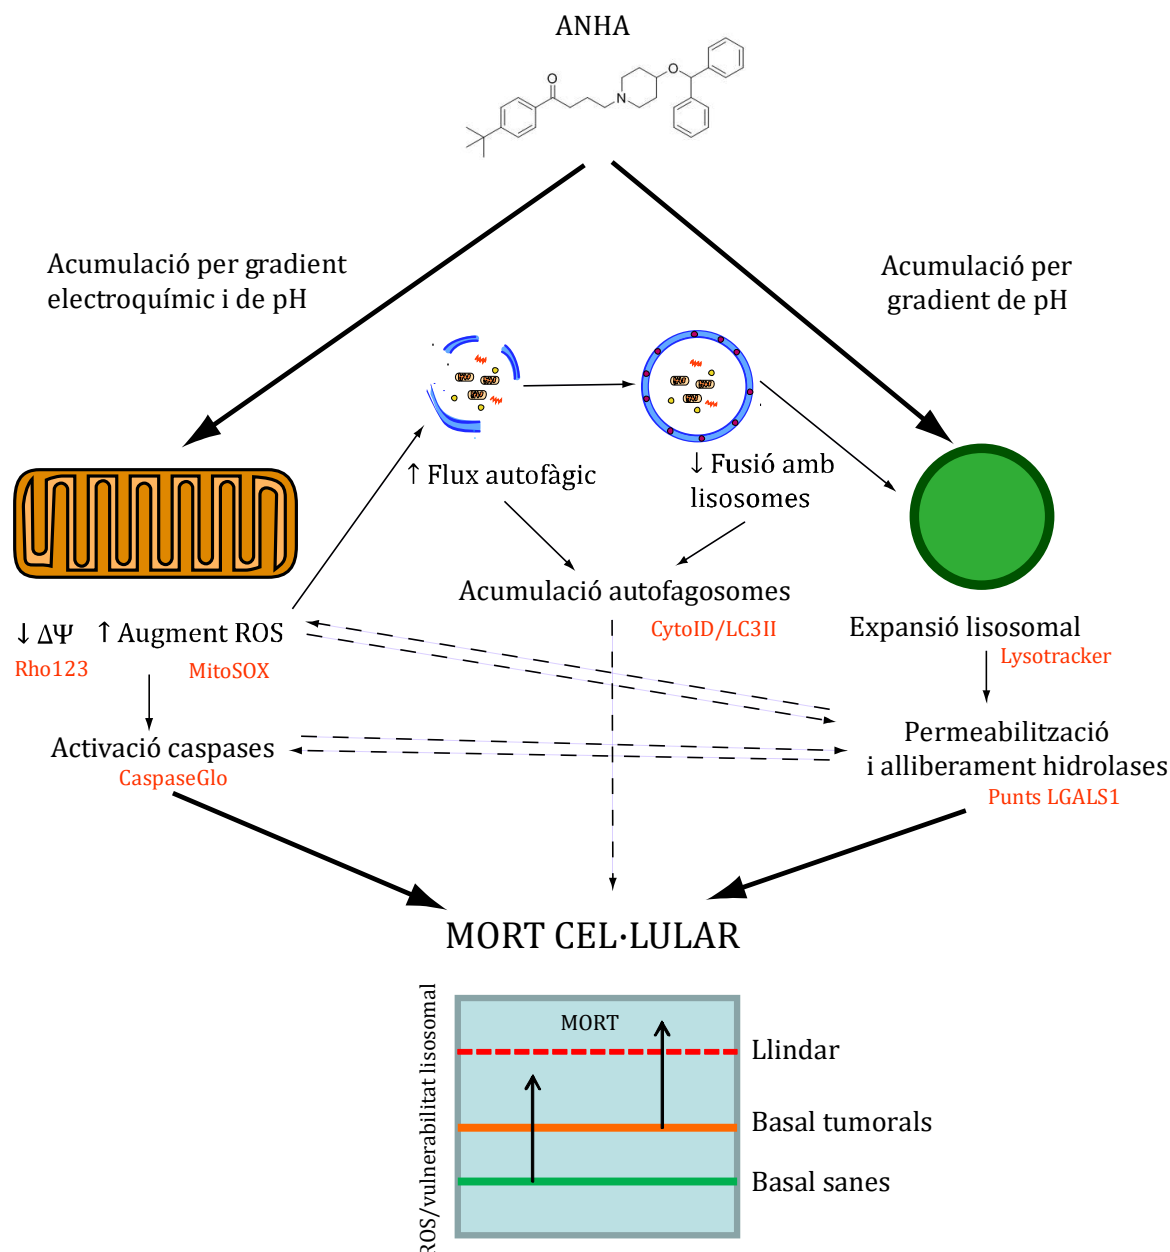 ANHA
O
N
O
Acumulació per gradient
electroquímic i de pH
Acumulació per
gradient de pH
↑ Flux autofàgic
↓ Fusió amb
lisosomes
Acumulació autofagosomes
CytoID/LC3II
↓ ΔΨ ↑ Augment ROS
Rho123 MitoSOX
Expansió lisosomal
Lysotracker
Activació caspases
CaspaseGlo
Permeabilització
i alliberament hidrolases
Punts LGALS1
MORT CEL·LULAR
ROS/vulnerabilitat lisosomal
MORT
Llindar
Basal tumorals
Basal sanes